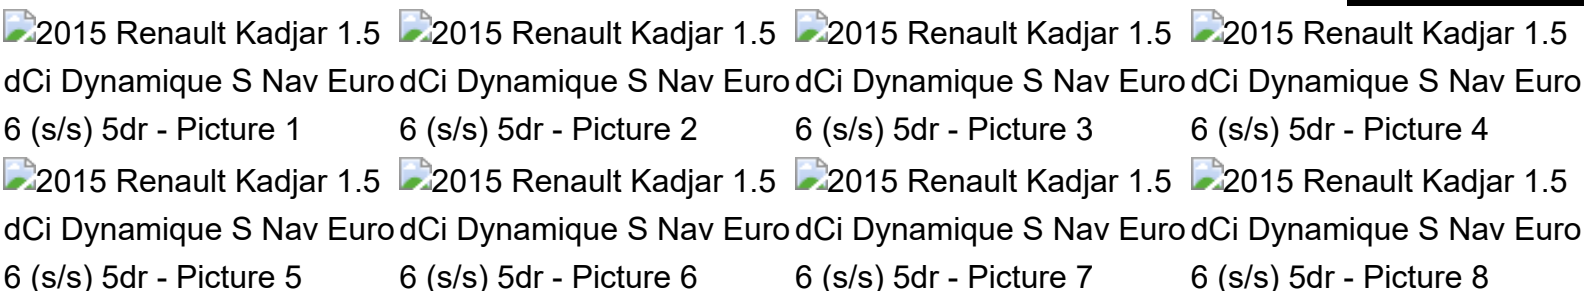 2015 Renault Kadjar 1.5 dCi Dynamique S Nav Euro 6 (s/s) 5dr - Picture 1
2015 Renault Kadjar 1.5 dCi Dynamique S Nav Euro 6 (s/s) 5dr - Picture 2
2015 Renault Kadjar 1.5 dCi Dynamique S Nav Euro 6 (s/s) 5dr - Picture 3
2015 Renault Kadjar 1.5 dCi Dynamique S Nav Euro 6 (s/s) 5dr - Picture 4
2015 Renault Kadjar 1.5 dCi Dynamique S Nav Euro 6 (s/s) 5dr - Picture 5
2015 Renault Kadjar 1.5 dCi Dynamique S Nav Euro 6 (s/s) 5dr - Picture 6
2015 Renault Kadjar 1.5 dCi Dynamique S Nav Euro 6 (s/s) 5dr - Picture 7
2015 Renault Kadjar 1.5 dCi Dynamique S Nav Euro 6 (s/s) 5dr - Picture 8